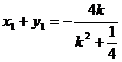 x₁ + y₁ = −4k / (k² + 1/4)